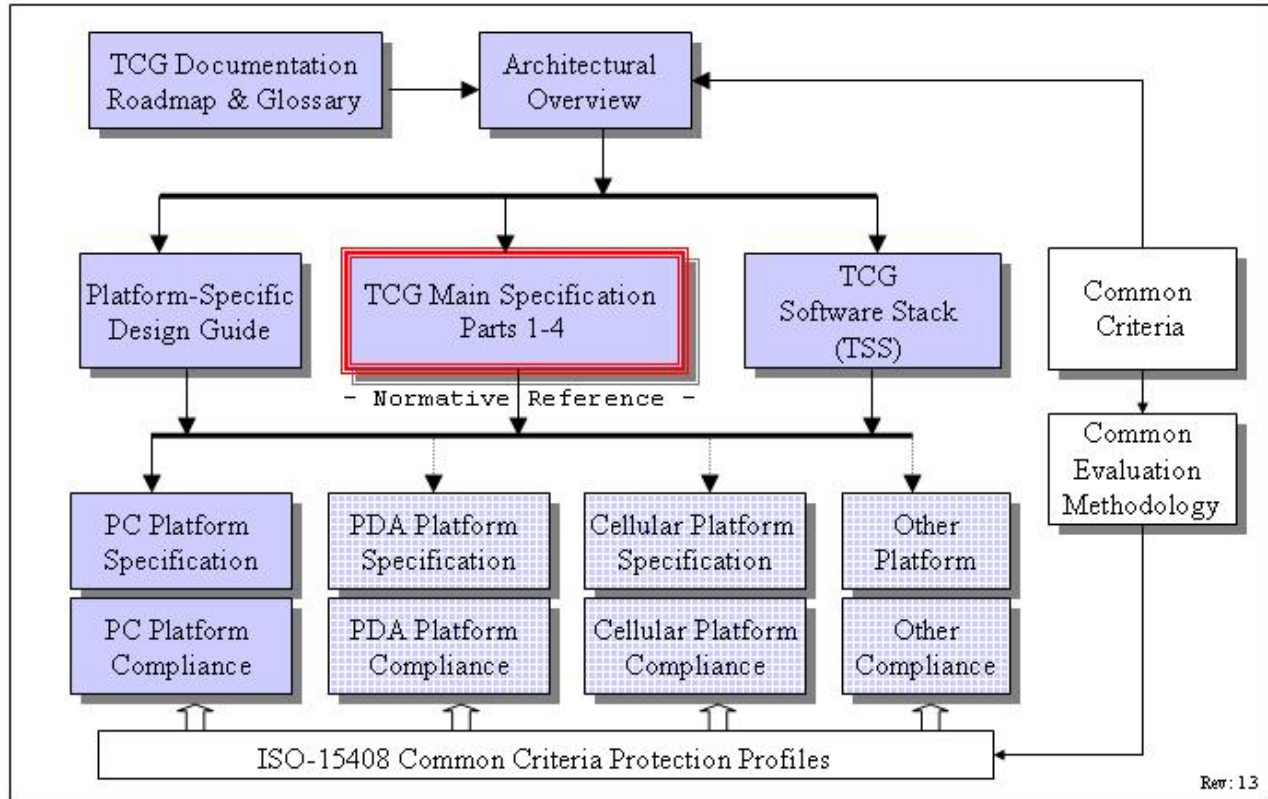 TCG Documentation
Roadmap & Glossary
Architectural
Overview
Platform-Specific
Design Guide
TCG Main Specification
Parts 1-4
TCG
Software Stack
(TSS)
Common
Criteria
- Normative Reference -
Common
Evaluation
Methodology
PC Platform
Specification
PDA Platform
Specification
Cellular Platform
Specification
Other
Platform
PC Platform
Compliance
PDA Platform
Compliance
Cellular Platform
Compliance
Other
Compliance
ISO-15408 Common Criteria Protection Profiles
Rev: 1.3